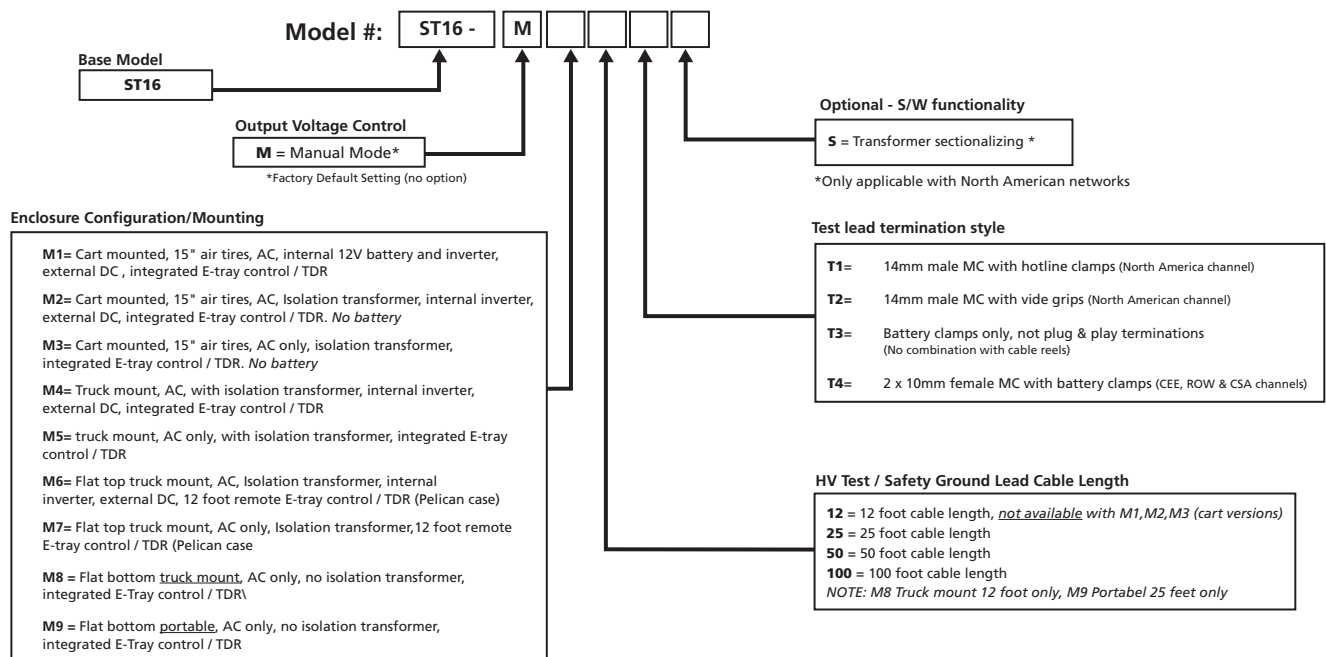 Model #: ST16 - M
Base Model
ST16
Output Voltage Control
M = Manual Mode*
*Factory Default Setting (no option)
Enclosure Configuration/Mounting
M1= Cart mounted, 15" air tires, AC, internal 12V battery and inverter,
external DC , integrated E-tray control / TDR
M2= Cart mounted, 15" air tires, AC, Isolation transformer, internal inverter,
external DC, integrated E-tray control / TDR. No battery
M3= Cart mounted, 15" air tires, AC only, isolation transformer,
integrated E-tray control / TDR. No battery
M4= Truck mount, AC, with isolation transformer, internal inverter,
external DC, integrated E-tray control / TDR
M5= truck mount, AC only, with isolation transformer, integrated E-tray
control / TDR
M6= Flat top truck mount, AC, Isolation transformer, internal
inverter, external DC, 12 foot remote E-tray control / TDR (Pelican case)
M7= Flat top truck mount, AC only, Isolation transformer,12 foot remote
E-tray control / TDR (Pelican case
M8 = Flat bottom truck mount, AC only, no isolation transformer,
integrated E-Tray control / TDR\
M9 = Flat bottom portable, AC only, no isolation transformer,
integrated E-Tray control / TDR
Optional - S/W functionality
S = Transformer sectionalizing *
*Only applicable with North American networks
Test lead termination style
T1= 14mm male MC with hotline clamps (North America channel)
T2= 14mm male MC with vide grips (North American channel)
T3= Battery clamps only, not plug & play terminations
(No combination with cable reels)
T4= 2 x 10mm female MC with battery clamps (CEE, ROW & CSA channels)
HV Test / Safety Ground Lead Cable Length
12 = 12 foot cable length, not available with M1,M2,M3 (cart versions)
25 = 25 foot cable length
50 = 50 foot cable length
100 = 100 foot cable length
NOTE: M8 Truck mount 12 foot only, M9 Portabel 25 feet only